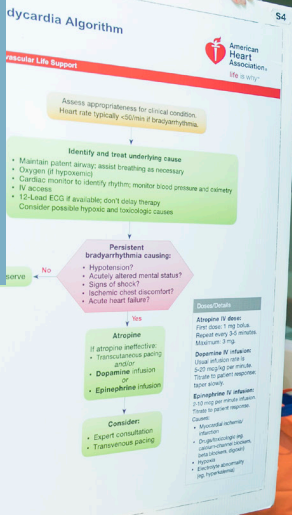 S4
dycardia Algorithm
American
Heart
Association®
life is why™
vascular Life Support
Assess appropriateness for clinical condition.
Heart rate typically <50/min if bradyarrhythmia.
Identify and treat underlying cause
• Maintain patent airway; assist breathing as necessary
• Oxygen (if hypoxemic)
• Cardiac monitor to identify rhythm; monitor blood pressure and oximetry
• IV access
• 12-Lead ECG if available; don't delay therapy
Consider possible hypoxic and toxicologic causes
Persistent
bradyarrhythmia causing:
• Hypotension?
• Acutely altered mental status?
• Signs of shock?
• Ischemic chest discomfort?
• Acute heart failure?
No
serve
Yes
Atropine
If atropine ineffective:
• Transcutaneous pacing
and/or
• Dopamine infusion
or
• Epinephrine infusion
Consider:
• Expert consultation
• Transvenous pacing
Doses/Details
Atropine IV dose:
First dose: 1 mg bolus.
Repeat every 3-5 minutes.
Maximum: 3 mg.
Dopamine IV infusion:
Usual infusion rate is
5-20 mcg/kg per minute.
Titrate to patient response;
taper slowly.
Epinephrine IV infusion:
2-10 mcg per minute infusion.
Titrate to patient response.
Causes:
• Myocardial ischemia/
infarction
• Drugs/toxicologic (eg,
calcium-channel blockers,
beta blockers, digoxin)
• Hypoxia
• Electrolyte abnormality
(eg, hyperkalemia)